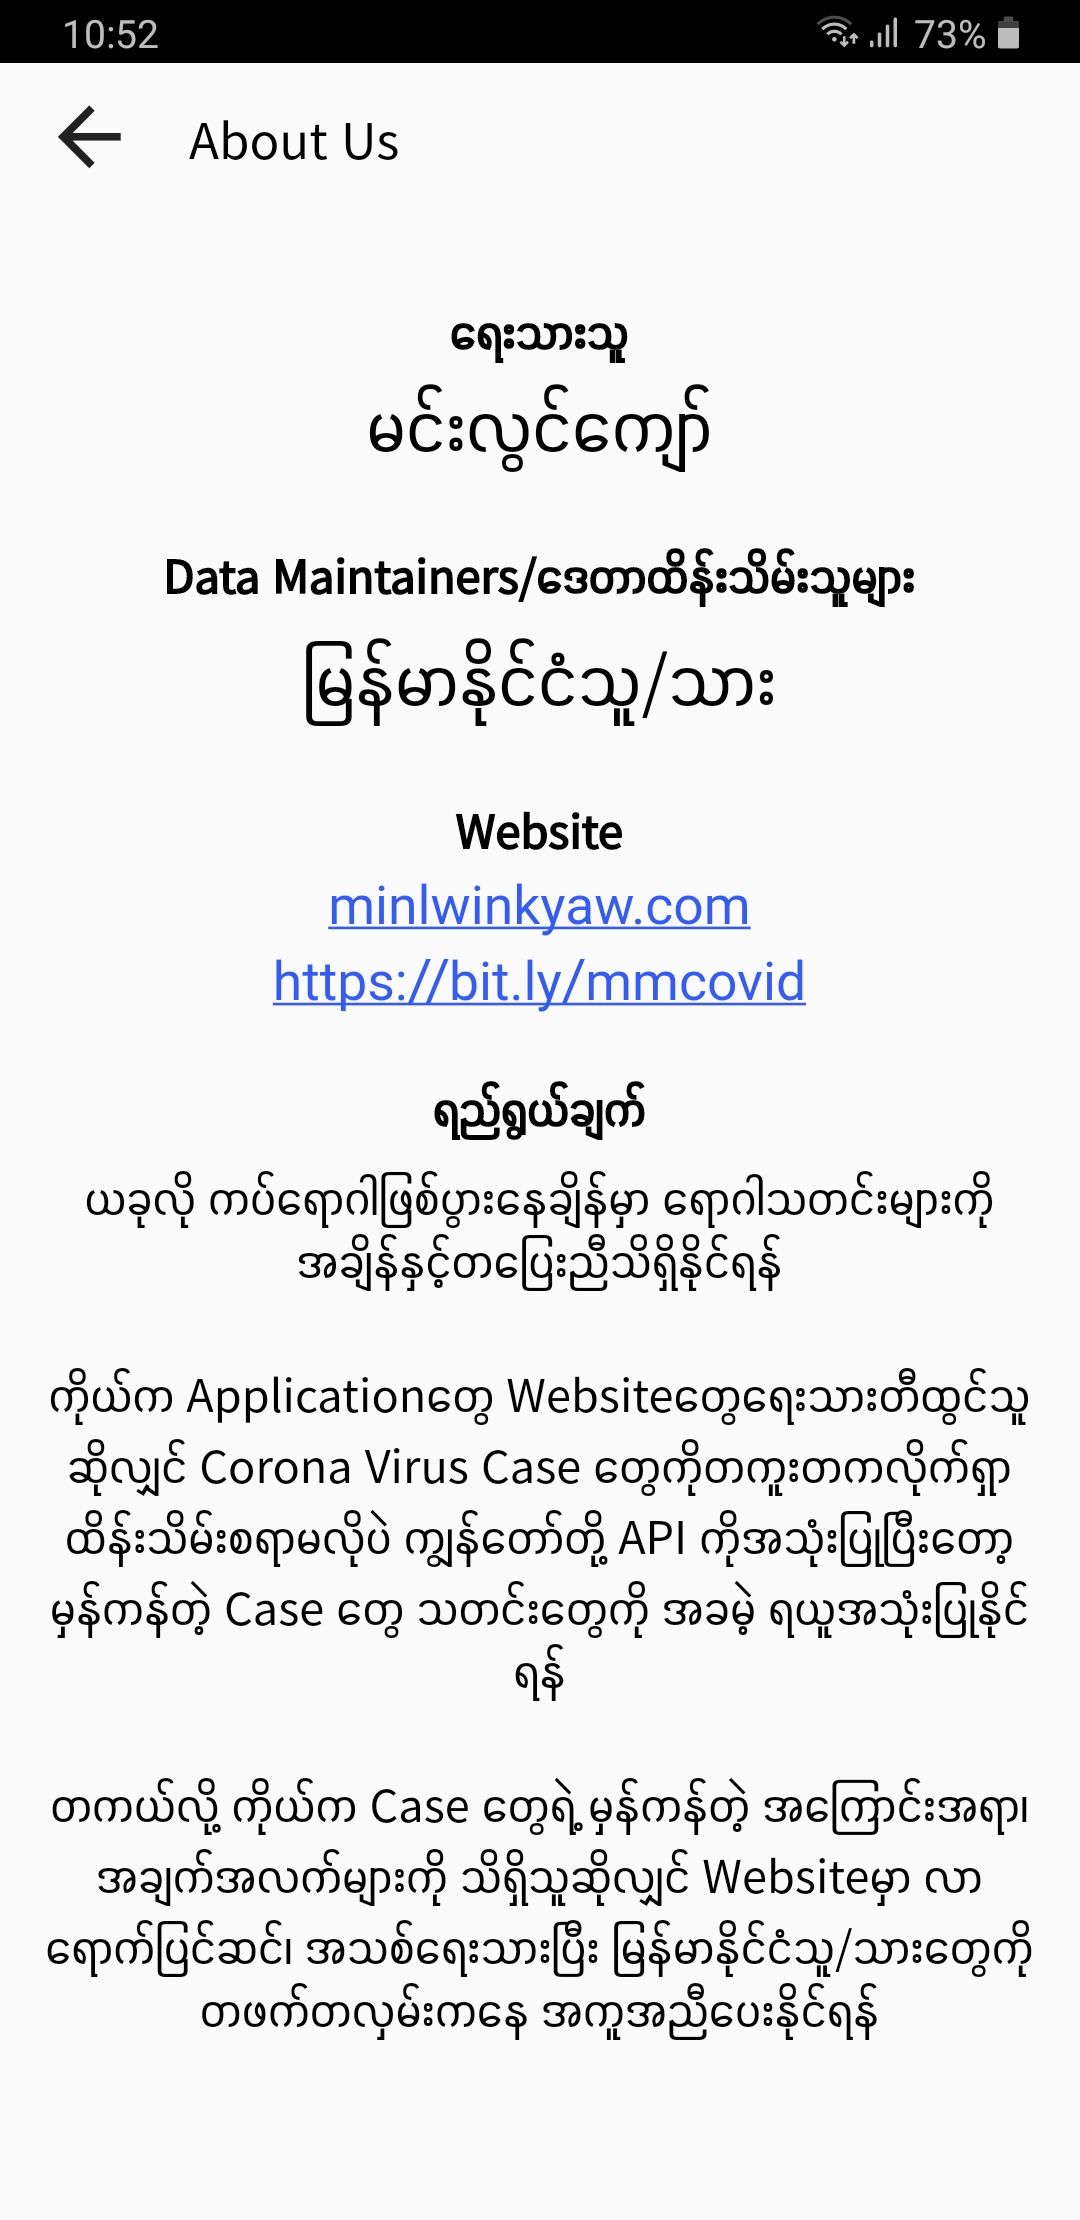 10:52
73%
About Us
ရေးသားသူ
မင်းလွင်ကျော်
Data Maintainers/ဒေတာထိန်းသိမ်းသူများ
မြန်မာနိုင်ငံသူ/သား
Website
minlwinkyaw.com
https://bit.ly/mmcovid
ရည်ရွယ်ချက်
ယခုလို ကပ်ရောဂါဖြစ်ပွားနေချိန်မှာ ရောဂါသတင်းများကို
အချိန်နှင့်တပြေးညီသိရှိနိုင်ရန်
ကိုယ်က Applicationတွေ Websiteတွေရေးသားတီထွင်သူ
ဆိုလျှင် Corona Virus Case တွေကိုတကူးတကလိုက်ရှာ
ထိန်းသိမ်းစရာမလိုပဲ ကျွန်တော်တို့ API ကိုအသုံးပြုပြီးတော့
မှန်ကန်တဲ့ Case တွေ သတင်းတွေကို အခမဲ့ ရယူအသုံးပြုနိုင်
ရန်
တကယ်လို့ ကိုယ်က Case တွေရဲ့မှန်ကန်တဲ့ အကြောင်းအရာ၊
အချက်အလက်များကို သိရှိသူဆိုလျှင် Websiteမှာ လာ
ရောက်ပြင်ဆင်၊ အသစ်ရေးသားပြီး မြန်မာနိုင်ငံသူ/သားတွေကို
တဖက်တလှမ်းကနေ အကူအညီပေးနိုင်ရန်